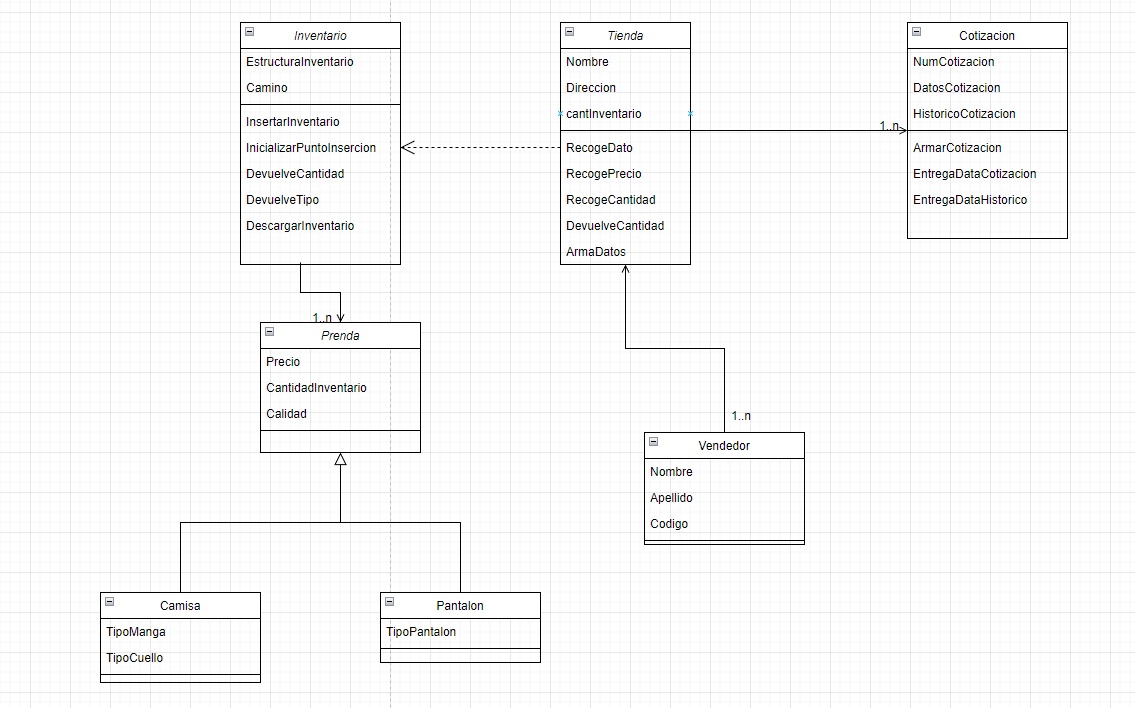 Inventario
EstructuraInventario
Camino
InsertarInventario
InicializarPuntoInsercion
DevuelveCantidad
DevuelveTipo
DescargarInventario
Tienda
Nombre
Direccion
cantInventario
RecogeDato
RecogePrecio
RecogeCantidad
DevuelveCantidad
ArmaDatos
1..n
Cotizacion
NumCotizacion
DatosCotizacion
HistoricoCotizacion
ArmarCotizacion
EntregaDataCotizacion
EntregaDataHistorico
1..n
Prenda
Precio
CantidadInventario
Calidad
1..n
Vendedor
Nombre
Apellido
Codigo
Camisa
TipoManga
TipoCuello
Pantalon
TipoPantalon